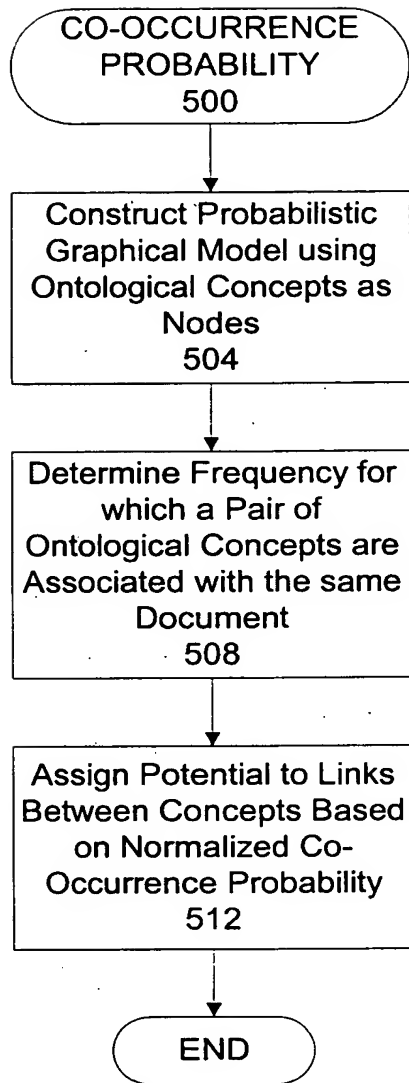 CO-OCCURRENCE
PROBABILITY
500
Construct Probabilistic
Graphical Model using
Ontological Concepts as
Nodes
504
Determine Frequency for
which a Pair of
Ontological Concepts are
Associated with the same
Document
508
Assign Potential to Links
Between Concepts Based
on Normalized Co-
Occurrence Probability
512
END